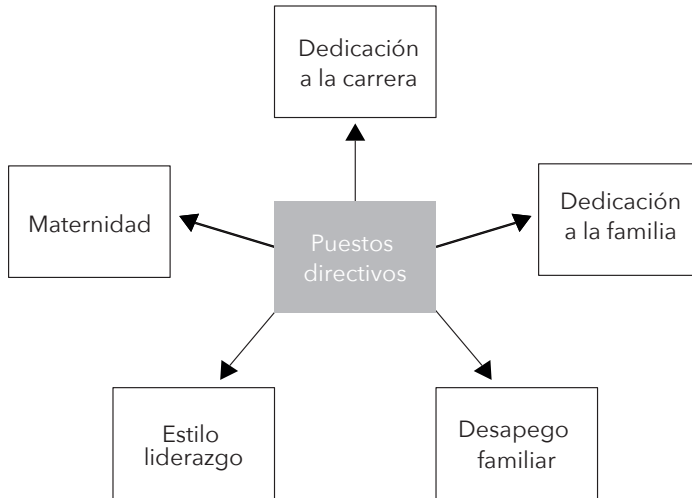 Dedicación
a la carrera
Maternidad
Puestos
directivos
Dedicación
a la familia
Estilo
liderazgo
Desapego
familiar